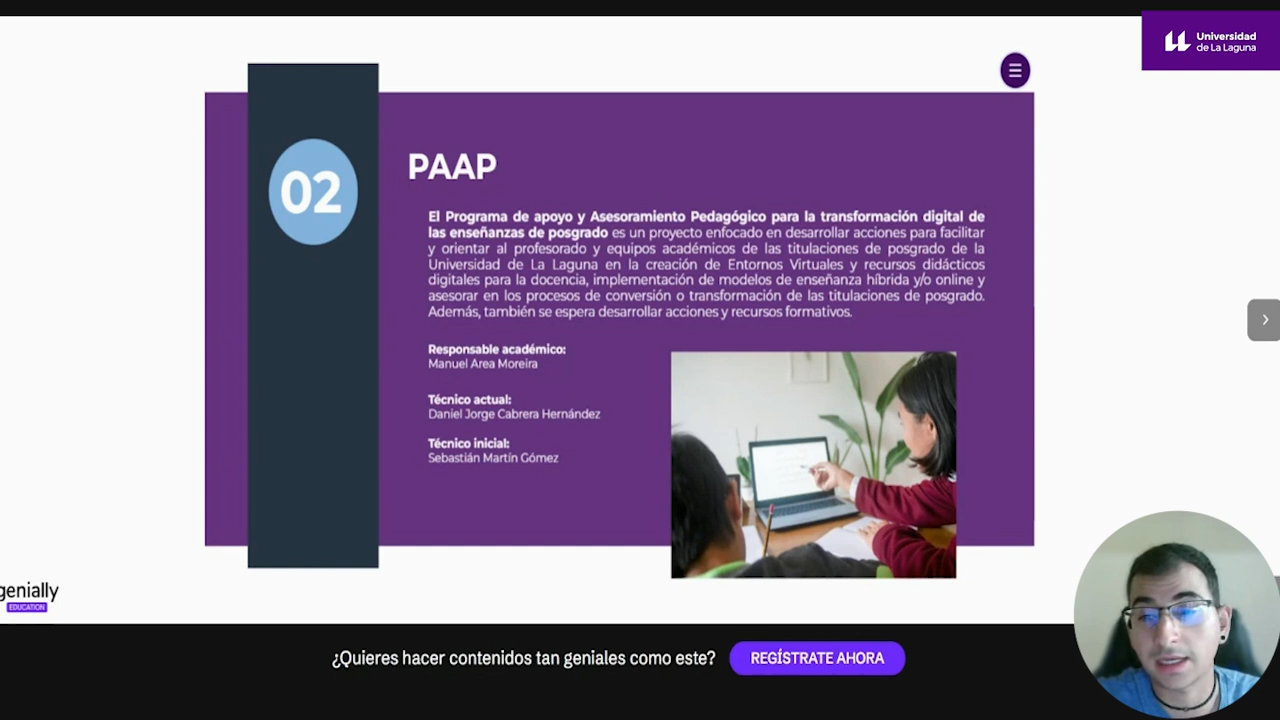 Universidad
de La Laguna
02
PAAP
El Programa de apoyo y Asesoramiento Pedagógico para la transformación digital de
las enseñanzas de posgrado es un proyecto enfocado en desarrollar acciones para facilitar
y orientar al profesorado y equipos académicos de las titulaciones de posgrado de la
Universidad de La Laguna en la creación de Entornos Virtuales y recursos didácticos
digitales para la docencia, implementación de modelos de enseñanza híbrida y/o online y
asesorar en los procesos de conversión o transformación de las titulaciones de posgrado.
Además, también se espera desarrollar acciones y recursos formativos.
Responsable académico:
Manuel Area Moreira
Técnico actual:
Daniel Jorge Cabrera Hernández
Técnico inicial:
Sebastián Martín Gómez
genially
EDUCATION
¿Quieres hacer contenidos tan geniales como este?
REGÍSTRATE AHORA